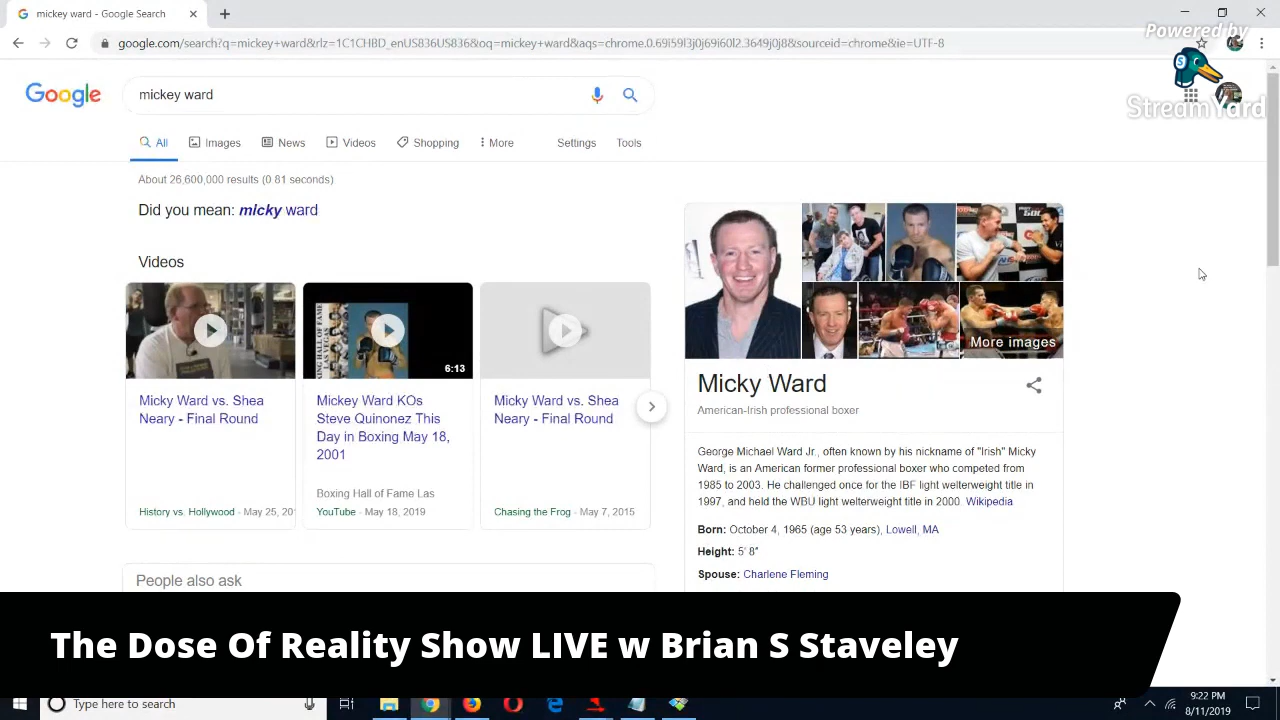 mickey ward - Google Search
Powered by
google.com/search?q=mickey+ward&rlz=1C1CHBD_enUS836US836&oq=mickey+ward&aqs=chrome.0.69i59l3j0j69i60l2.3649j0j8&sourceid=chrome&ie=UTF-8
StreamYard
Google
mickey ward
All
Images
News
Videos
Shopping
More
Settings
Tools
About 26,600,000 results (0.81 seconds)
Did you mean: micky ward
Videos
Micky Ward vs. Shea
Neary - Final Round
History vs. Hollywood - May 25, 20
HALL OF FAME
LAS VEGAS
6:13
Mickey Ward KOs
Steve Quinonez This
Day in Boxing May 18,
2001
Boxing Hall of Fame Las
YouTube - May 18, 2019
Micky Ward vs. Shea
Neary - Final Round
Chasing the Frog - May 7, 2015
More images
Micky Ward
American-Irish professional boxer
George Michael Ward Jr., often known by his nickname of "Irish" Micky
Ward, is an American former professional boxer who competed from
1985 to 2003. He challenged once for the IBF light welterweight title in
1997, and held the WBU light welterweight title in 2000. Wikipedia
Born: October 4, 1965 (age 53 years), Lowell, MA
Height: 5′ 8″
Spouse: Charlene Fleming
People also ask
The Dose Of Reality Show LIVE w Brian S Staveley
Type here to search
9:22 PM
8/11/2019